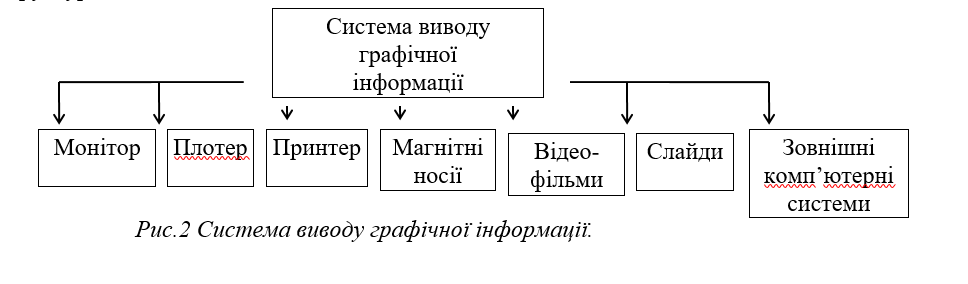 Система виводу
графічної
інформації
Монітор
Плотер
Принтер
Магнітні
носії
Відео-
фільми
Слайди
Зовнішні
комп’ютерні
системи
Рис.2 Система виводу графічної інформації.